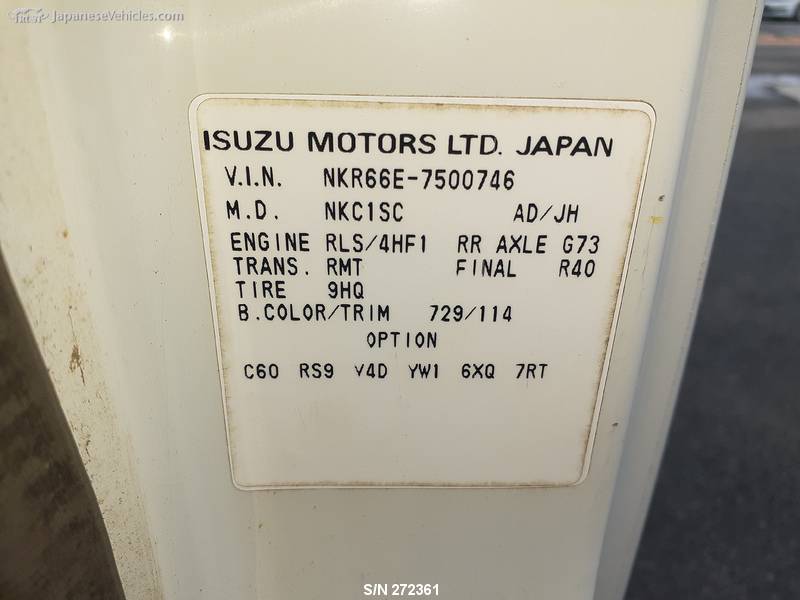 JapaneseVehicles.com
ISUZU MOTORS LTD. JAPAN
V.I.N. NKR66E-7500746
M.D. NKC1SC AD/JH
ENGINE RLS/4HF1 RR AXLE G73
TRANS. RMT FINAL R40
TIRE 9HQ
B.COLOR/TRIM 729/114
OPTION
C60 RS9 V4D YW1 6XQ 7RT
S/N 272361